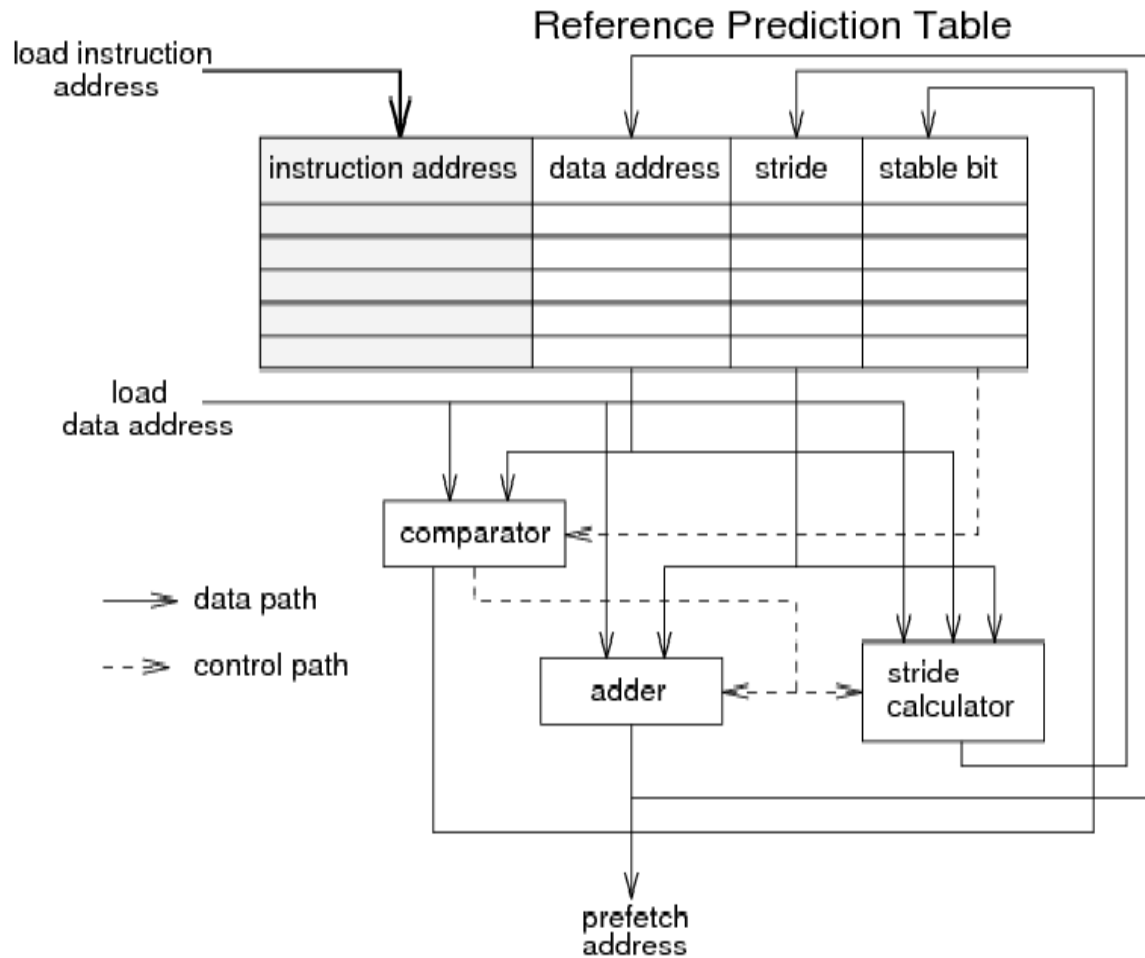 Reference Prediction Table
load instruction
address
instruction address
data address
stride
stable bit
load
data address
comparator
data path
control path
adder
stride
calculator
prefetch
address